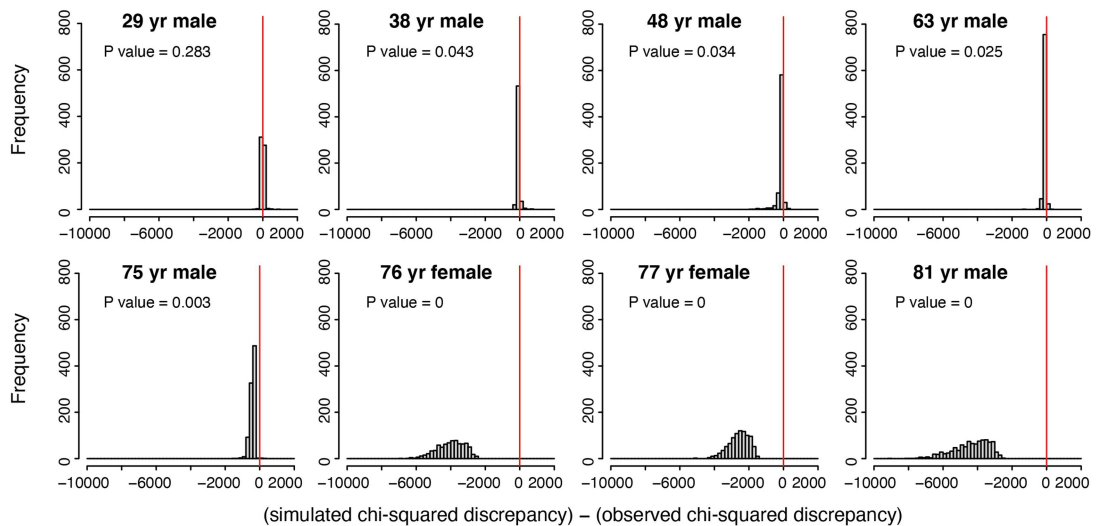 29 yr male
P value = 0.283
Frequency
800
600
400
200
0
−10000 −6000 −2000 0 2000
38 yr male
P value = 0.043
800
600
400
200
0
−10000 −6000 −2000 0 2000
48 yr male
P value = 0.034
800
600
400
200
0
−10000 −6000 −2000 0 2000
63 yr male
P value = 0.025
800
600
400
200
0
−10000 −6000 −2000 0 2000
75 yr male
P value = 0.003
Frequency
800
600
400
200
0
−10000 −6000 −2000 0 2000
76 yr female
P value = 0
800
600
400
200
0
−10000 −6000 −2000 0 2000
77 yr female
P value = 0
800
600
400
200
0
−10000 −6000 −2000 0 2000
81 yr male
P value = 0
800
600
400
200
0
−10000 −6000 −2000 0 2000
(simulated chi-squared discrepancy) − (observed chi-squared discrepancy)